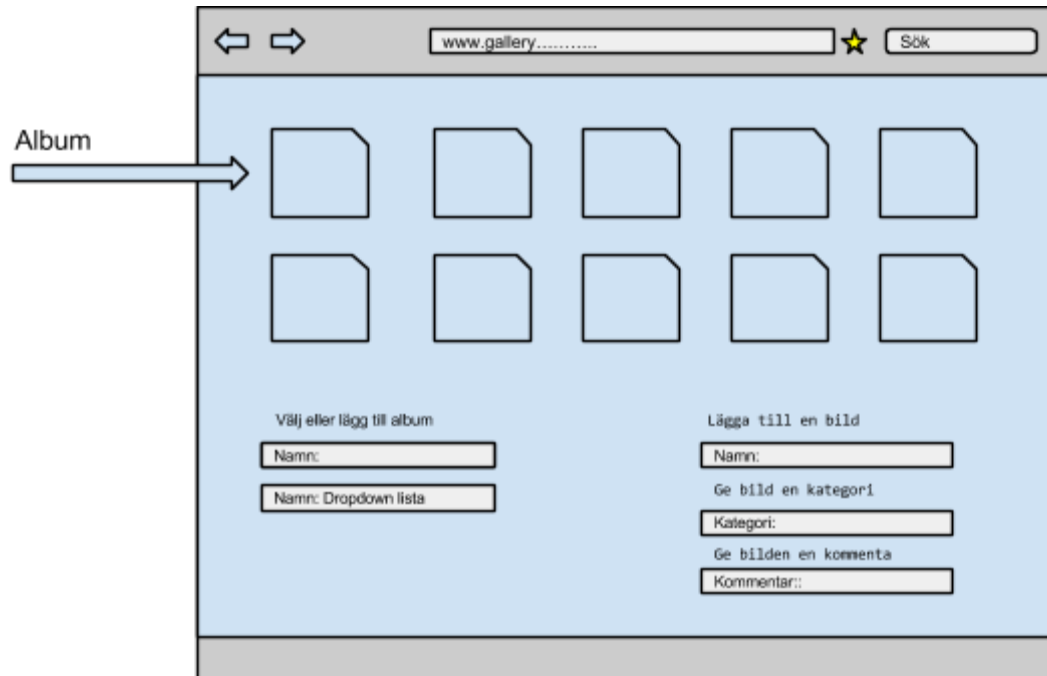 www.gallery...........
Sök
Album
Välj eller lägg till album
Namn:
Namn: Dropdown lista
Lägga till en bild
Namn:
Ge bild en kategori
Kategori:
Ge bilden en kommenta
Kommentar::